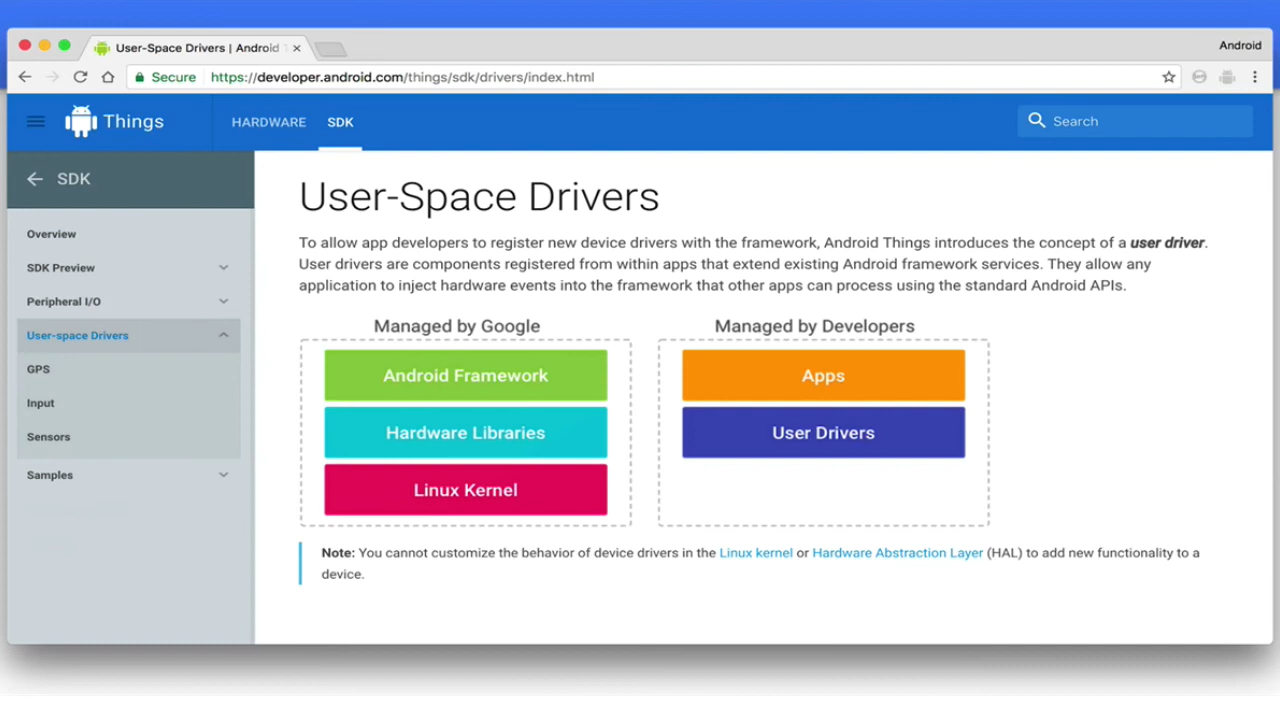 User-Space Drivers | Android
Android
Secure
https://developer.android.com/things/sdk/drivers/index.html
Things
HARDWARE
SDK
Search
SDK
Overview
SDK Preview
Peripheral I/O
User-space Drivers
GPS
Input
Sensors
Samples
User-Space Drivers
To allow app developers to register new device drivers with the framework, Android Things introduces the concept of a user driver.
User drivers are components registered from within apps that extend existing Android framework services. They allow any
application to inject hardware events into the framework that other apps can process using the standard Android APIs.
Managed by Google
Android Framework
Hardware Libraries
Linux Kernel
Managed by Developers
Apps
User Drivers
Note: You cannot customize the behavior of device drivers in the Linux kernel or Hardware Abstraction Layer (HAL) to add new functionality to a
device.